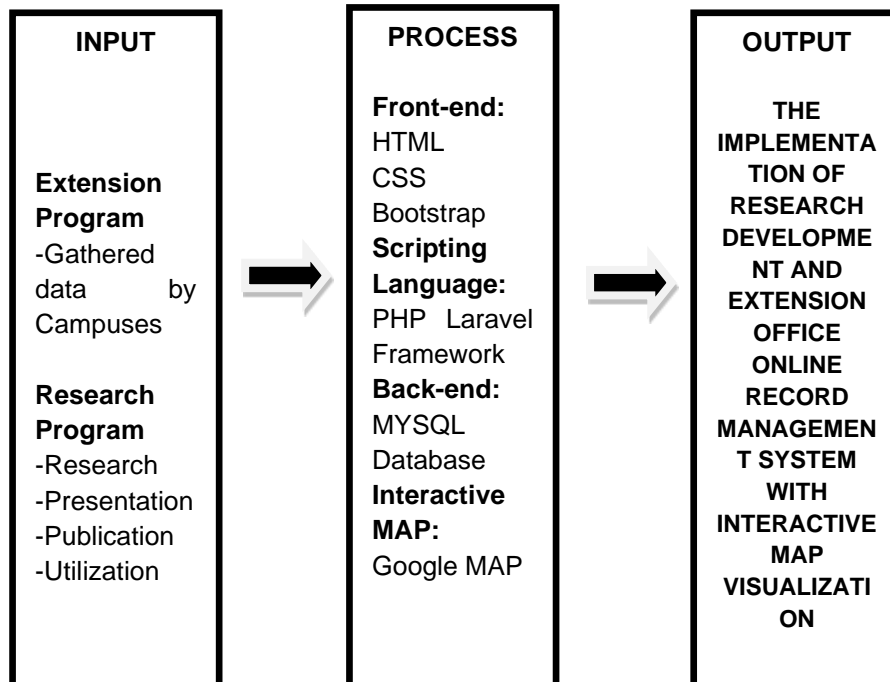 INPUT
Extension
Program
-Gathered
data by
Campuses
Research
Program
-Research
-Presentation
-Publication
-Utilization
PROCESS
Front-end:
HTML
CSS
Bootstrap
Scripting
Language:
PHP Laravel
Framework
Back-end:
MYSQL
Database
Interactive
MAP:
Google MAP
OUTPUT
THE
IMPLEMENTA
TION OF
RESEARCH
DEVELOPME
NT AND
EXTENSION
OFFICE
ONLINE
RECORD
MANAGEMEN
T SYSTEM
WITH
INTERACTIVE
MAP
VISUALIZATI
ON